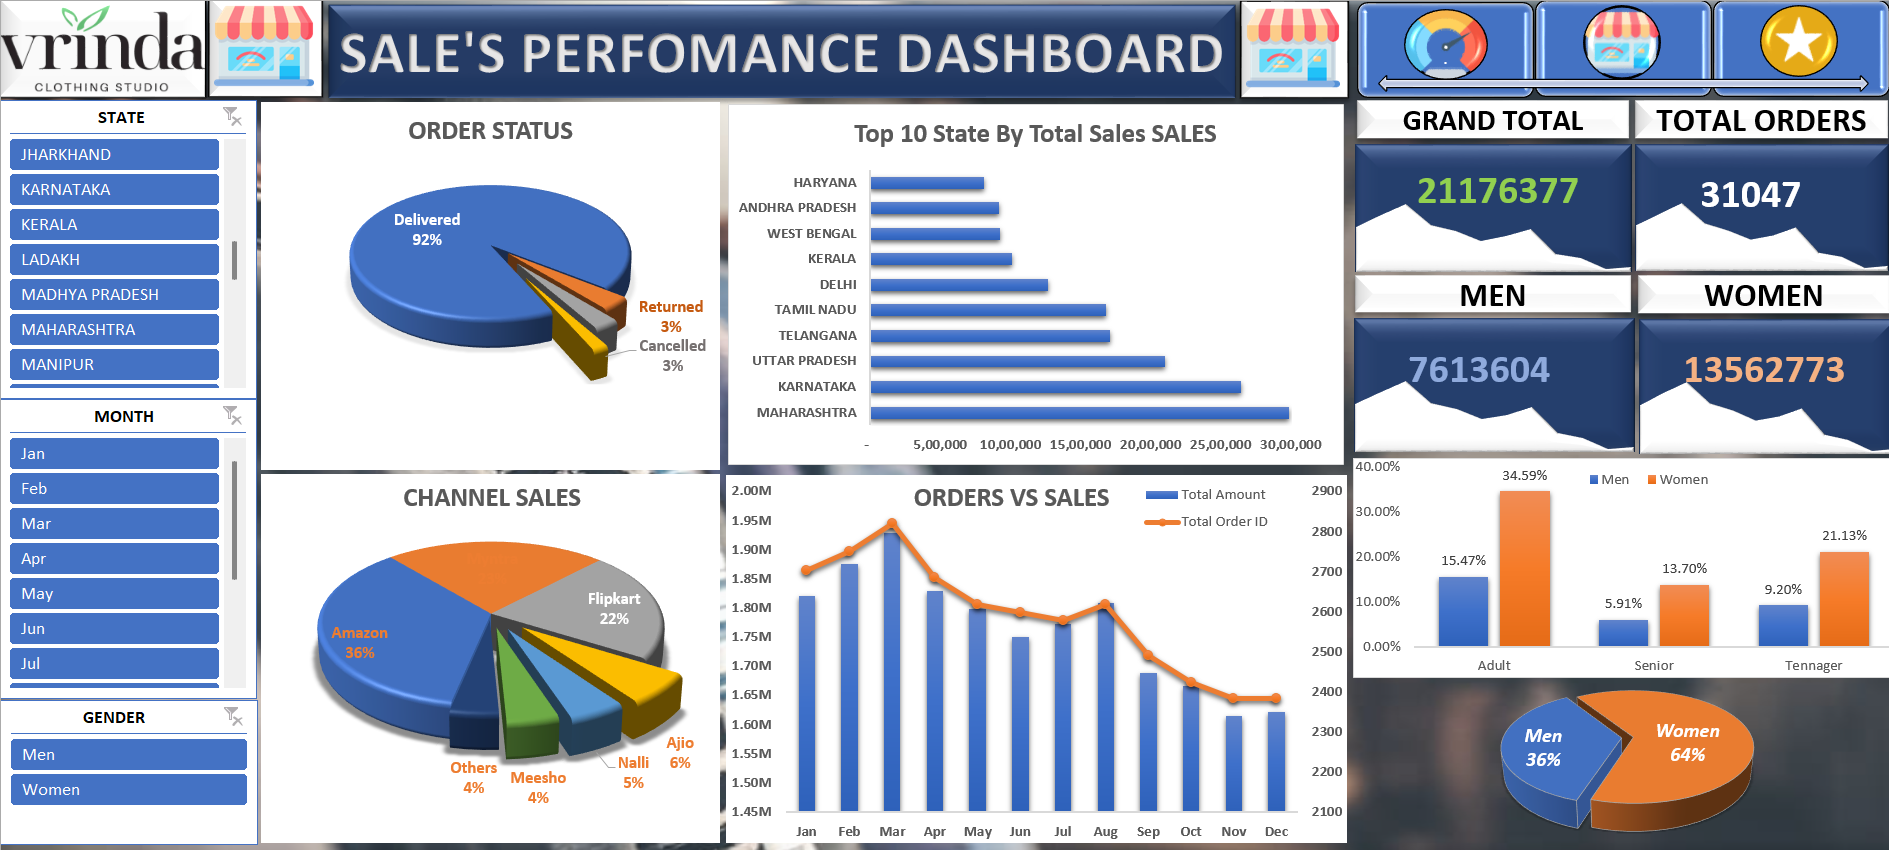 vrinda
CLOTHING STUDIO
SALE'S PERFOMANCE DASHBOARD
STATE
JHARKHAND
KARNATAKA
KERALA
LADAKH
MADHYA PRADESH
MAHARASHTRA
MANIPUR
MONTH
Jan
Feb
Mar
Apr
May
Jun
Jul
GENDER
Men
Women
ORDER STATUS
Delivered
92%
Returned
3%
Cancelled
3%
Top 10 State By Total Sales SALES
HARYANA
ANDHRA PRADESH
WEST BENGAL
KERALA
DELHI
TAMIL NADU
TELANGANA
UTTAR PRADESH
KARNATAKA
MAHARASHTRA
- 5,00,000 10,00,000 15,00,000 20,00,000 25,00,000 30,00,000
CHANNEL SALES
Flipkart
22%
Amazon
36%
Ajio
6%
Nalli
5%
Meesho
4%
Others
4%
ORDERS VS SALES
Total Amount
Total Order ID
2.00M
1.95M
1.90M
1.85M
1.80M
1.75M
1.70M
1.65M
1.60M
1.55M
1.50M
1.45M
2900
2800
2700
2600
2500
2400
2300
2200
2100
Jan Feb Mar Apr May Jun Jul Aug Sep Oct Nov Dec
GRAND TOTAL
21176377
TOTAL ORDERS
31047
MEN
7613604
WOMEN
13562773
Men Women
40.00%
30.00%
20.00%
10.00%
0.00%
15.47%
34.59%
5.91%
13.70%
9.20%
21.13%
Adult Senior Tennager
Men
36%
Women
64%